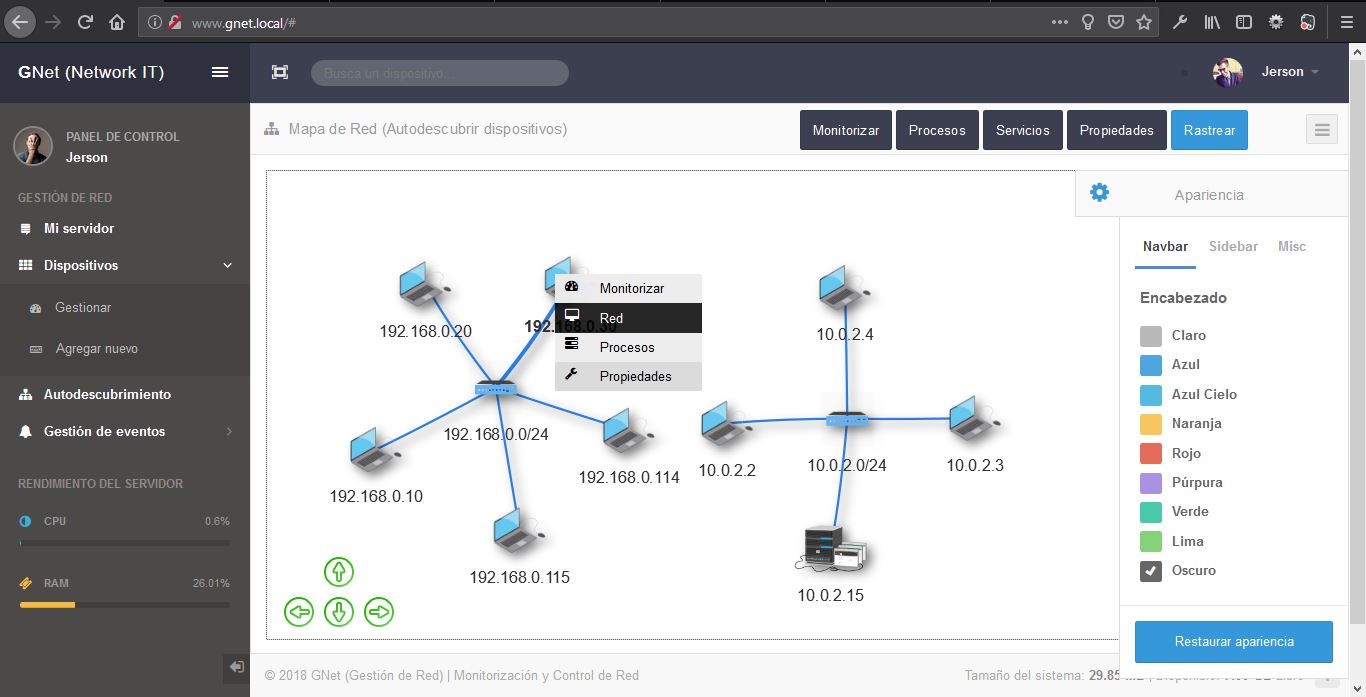 www.gnet.local/#
GNet (Network IT)
Busca un dispositivo...
Jerson
PANEL DE CONTROL
Jerson
GESTIÓN DE RED
Mi servidor
Dispositivos
Gestionar
Agregar nuevo
Autodescubrimiento
Gestión de eventos
RENDIMIENTO DEL SERVIDOR
CPU 0.6%
RAM 26.01%
Mapa de Red (Autodescubrir dispositivos)
Monitorizar Procesos Servicios Propiedades Rastrear
192.168.0.20
192.168.0.30
Monitorizar
Red
Procesos
Propiedades
192.168.0.0/24
192.168.0.10
192.168.0.114
192.168.0.115
10.0.2.4
10.0.2.2
10.0.2.0/24
10.0.2.3
10.0.2.15
Apariencia
Navbar Sidebar Misc
Encabezado
Claro
Azul
Azul Cielo
Naranja
Rojo
Púrpura
Verde
Lima
Oscuro
Restaurar apariencia
© 2018 GNet (Gestión de Red) | Monitorización y Control de Red
Tamaño del sistema: 29.85